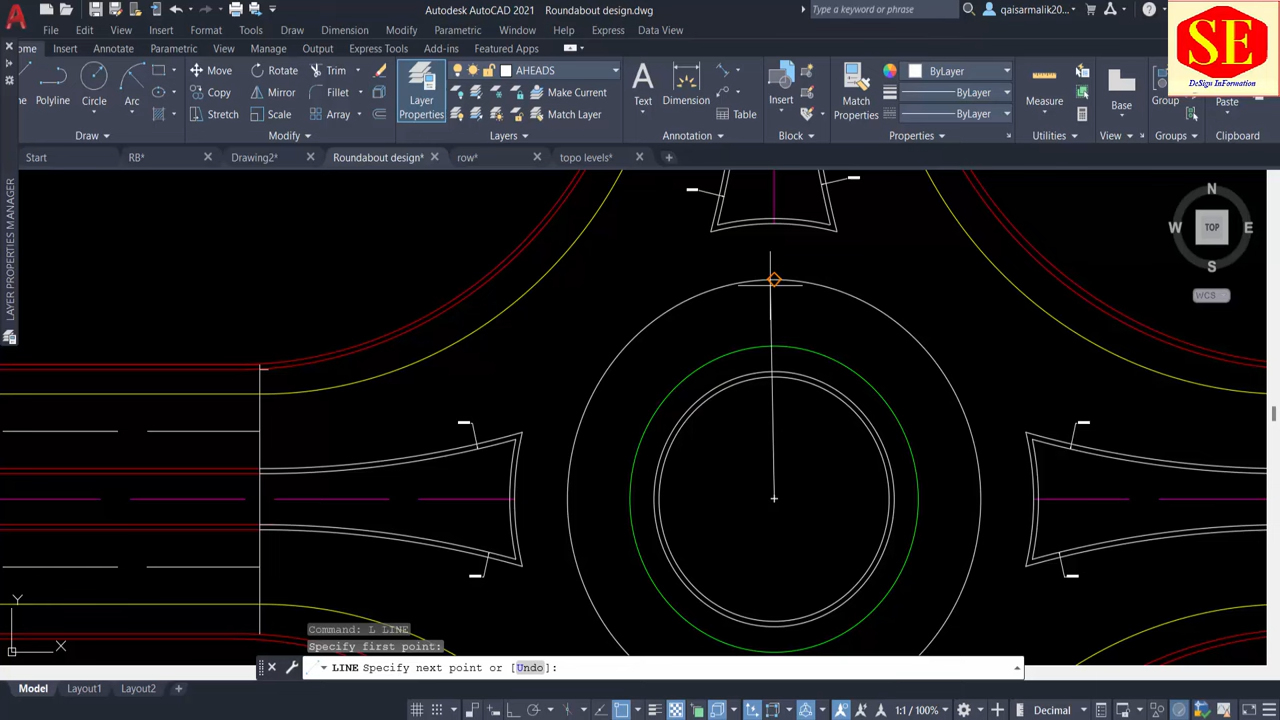 Autodesk AutoCAD 2021 Roundabout design.dwg
Type a keyword or phrase
qaisarmalik20...
File Edit View Insert Format Tools Draw Dimension Modify Parametric Window Help Express Data View
ome Insert Annotate Parametric View Manage Output Express Tools Add-ins Featured Apps
SE
DeSign InFormation
Move Rotate Trim AHEADS ByLayer
Polyline Circle Arc Copy Mirror Fillet Layer Properties Make Current Text Dimension Insert Match Properties ByLayer Measure Base Group Paste
Stretch Scale Array Match Layer Table ByLayer
Draw Modify Layers Annotation Block Properties Utilities View Groups Clipboard
Start RB* Drawing2* Roundabout design* row* topo levels*
LAYER PROPERTIES MANAGER
N
W TOP E
S
WCS
Y
X
Command: L LINE
Specify first point:
LINE Specify next point or [Undo]:
Model Layout1 Layout2
1:1 / 100% Decimal